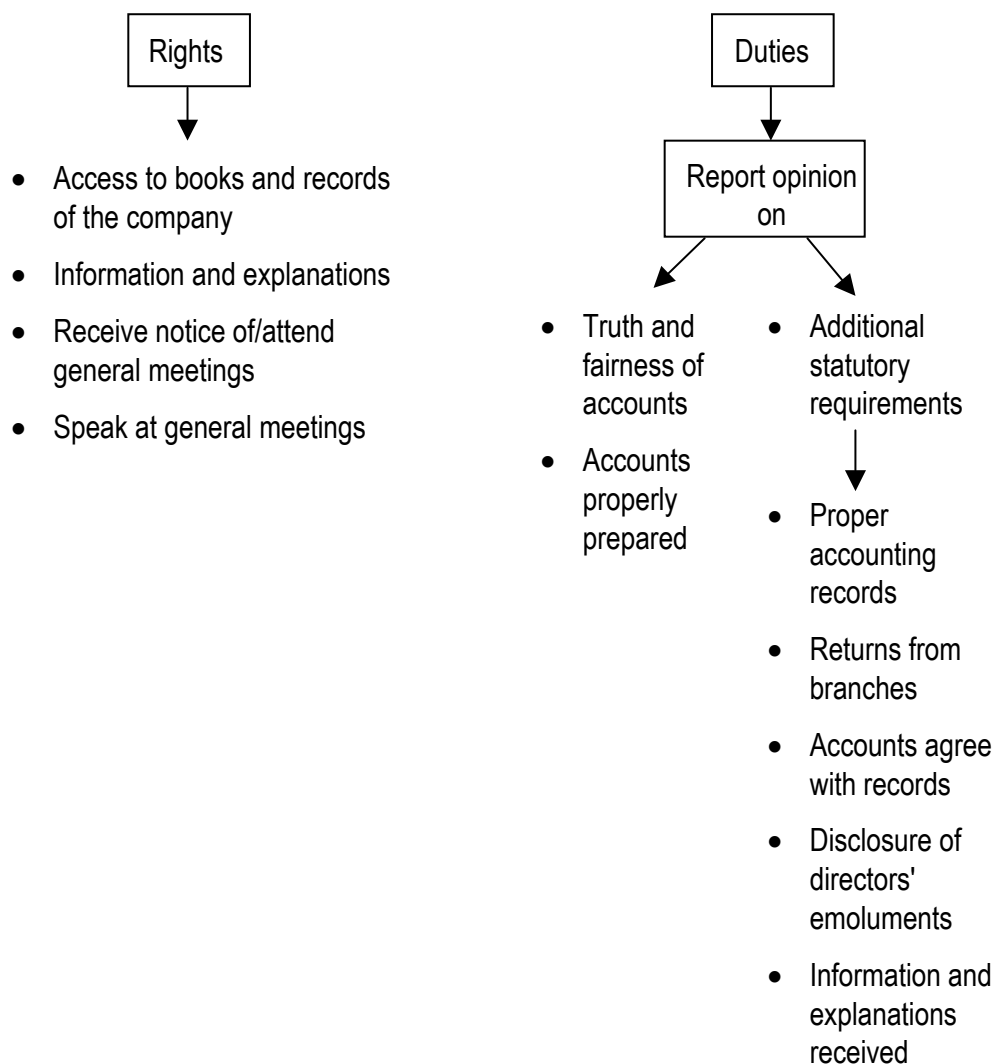 Rights
• Access to books and records
of the company
• Information and explanations
• Receive notice of/attend
general meetings
• Speak at general meetings
Duties
Report opinion
on
• Truth and
fairness of
accounts
• Accounts
properly
prepared
• Additional
statutory
requirements
• Proper
accounting
records
• Returns from
branches
• Accounts agree
with records
• Disclosure of
directors'
emoluments
• Information and
explanations
received